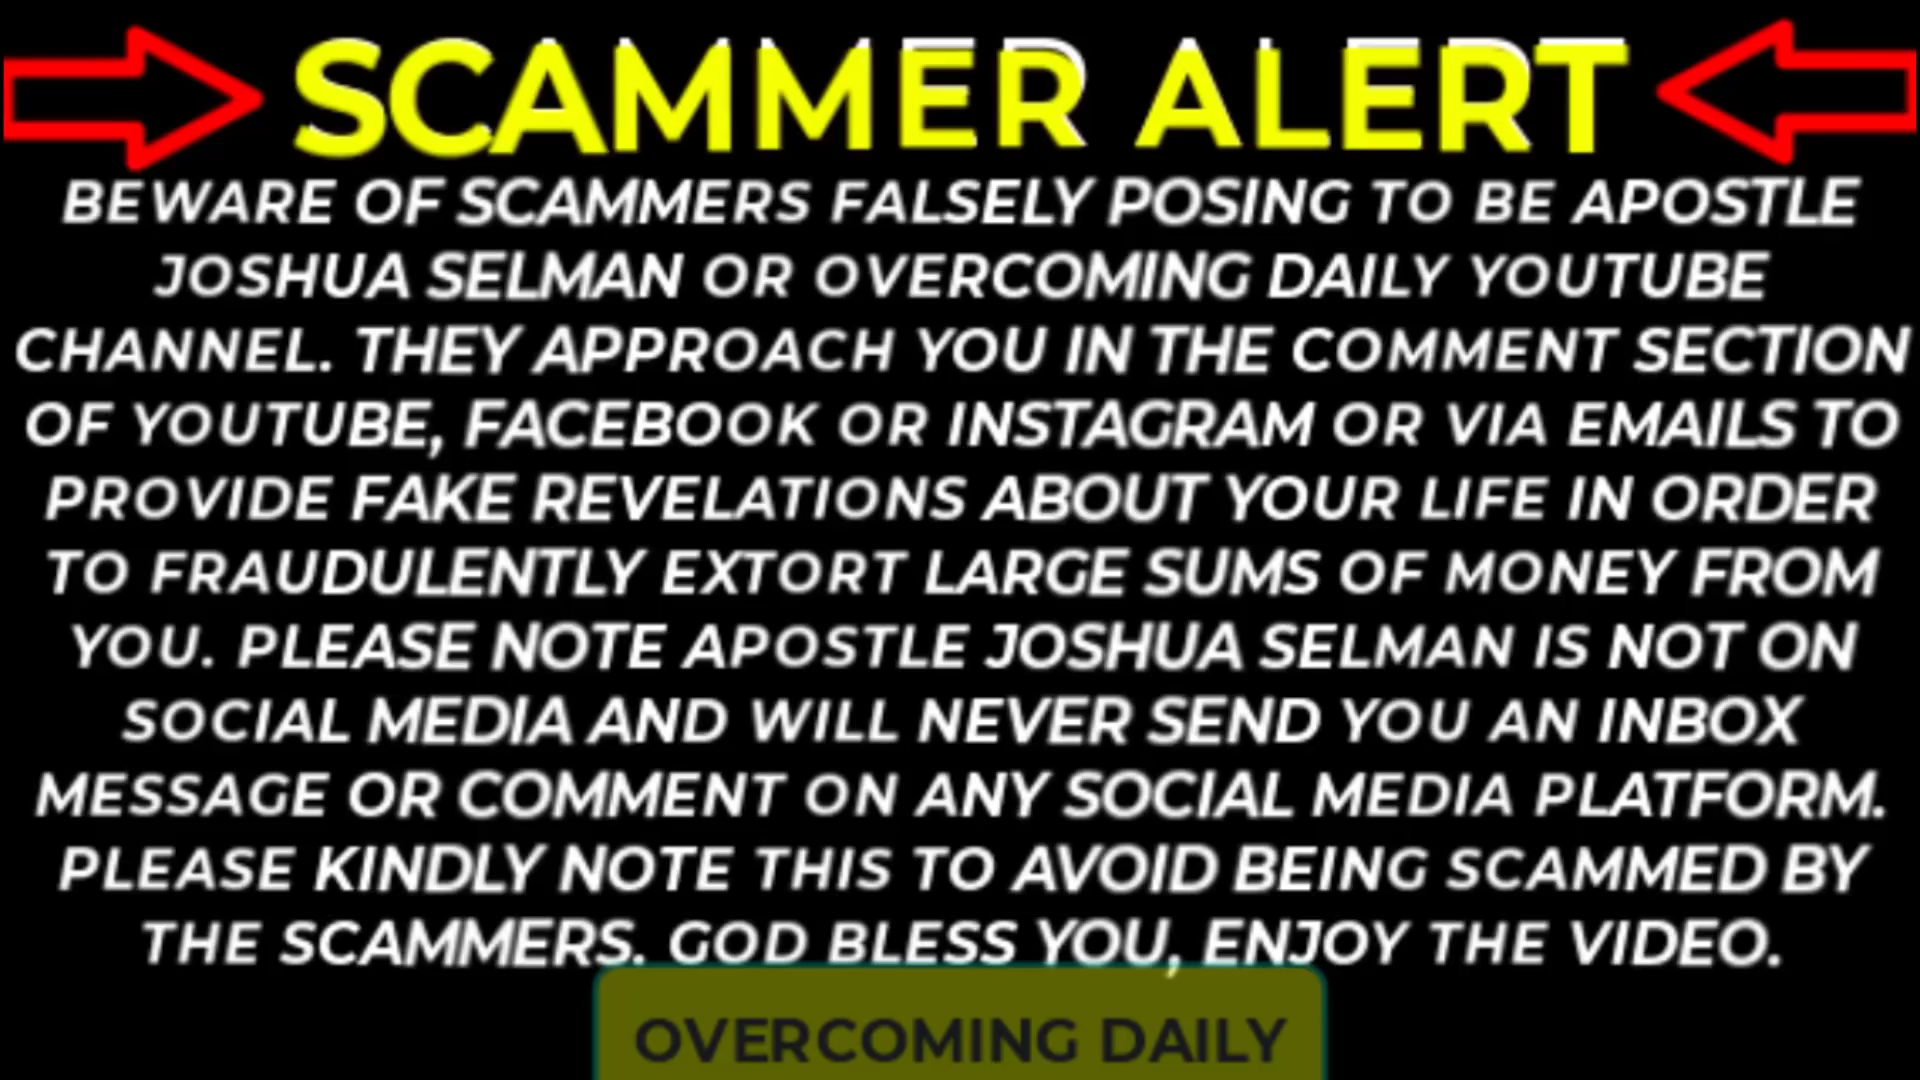 SCAMMER ALERT
BEWARE OF SCAMMERS FALSELY POSING TO BE APOSTLE
JOSHUA SELMAN OR OVERCOMING DAILY YOUTUBE
CHANNEL. THEY APPROACH YOU IN THE COMMENT SECTION
OF YOUTUBE, FACEBOOK OR INSTAGRAM OR VIA EMAILS TO
PROVIDE FAKE REVELATIONS ABOUT YOUR LIFE IN ORDER
TO FRAUDULENTLY EXTORT LARGE SUMS OF MONEY FROM
YOU. PLEASE NOTE APOSTLE JOSHUA SELMAN IS NOT ON
SOCIAL MEDIA AND WILL NEVER SEND YOU AN INBOX
MESSAGE OR COMMENT ON ANY SOCIAL MEDIA PLATFORM.
PLEASE KINDLY NOTE THIS TO AVOID BEING SCAMMED BY
THE SCAMMERS. GOD BLESS YOU, ENJOY THE VIDEO.
OVERCOMING DAILY